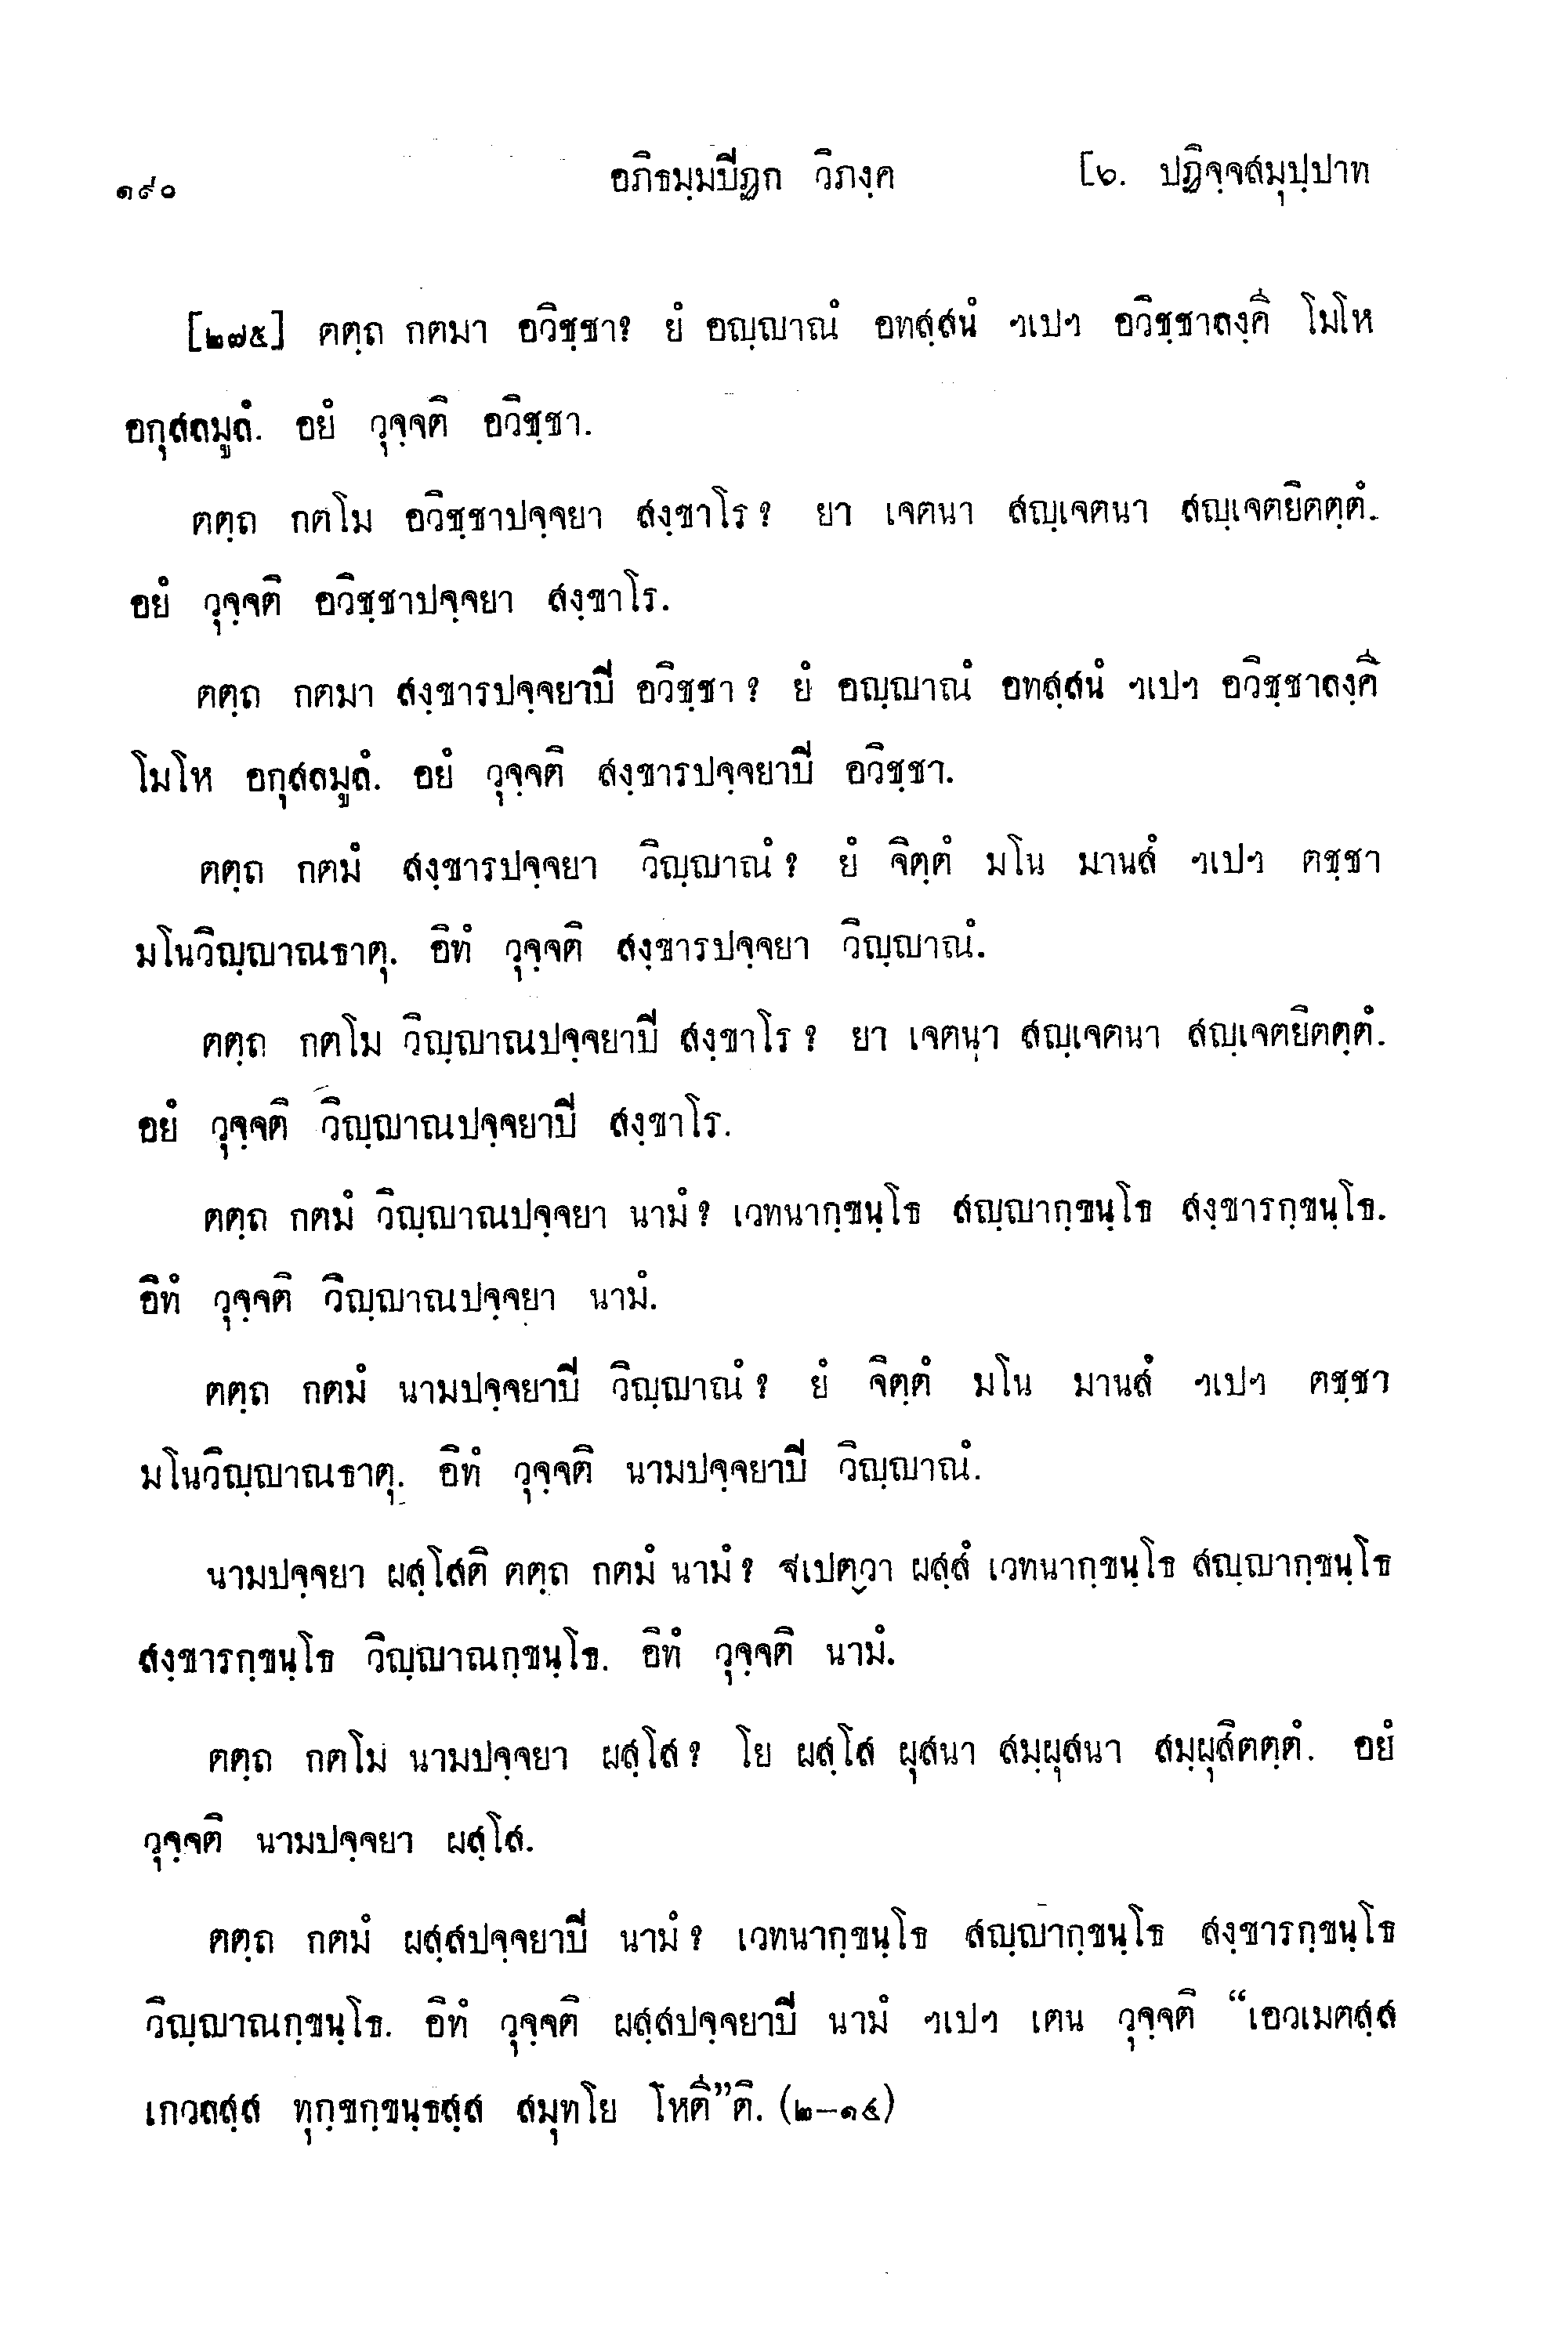 ๑๙๐ อภิธมฺมปีฏก วิภงฺค [๖. ปฏิจฺจสมุปฺปาท
[๒๗๕] ตตฺถ กตมา อวิชฺชา? ยํ อญฺญาณํ อทสฺสนํ ฯเปฯ อวิชฺชาลงฺคี โมโห
อกุสลมูลํ. อยํ วุจฺจติ อวิชฺชา.
ตตฺถ กตโม อวิชฺชาปจฺจยา สงฺขาโร? ยา เจตนา สญฺเจตนา สญฺเจตยิตตฺตํ.
อยํ วุจฺจติ อวิชฺชาปจฺจยา สงฺขาโร.
ตตฺถ กตมา สงฺขารปจฺจยาปี อวิชฺชา? ยํ อญฺญาณํ อทสฺสนํ ฯเปฯ อวิชฺชาลงฺคี
โมโห อกุสลมูลํ. อยํ วุจฺจติ สงฺขารปจฺจยาปี อวิชฺชา.
ตตฺถ กตมํ สงฺขารปจฺจยา วิญฺญาณํ? ยํ จิตฺตํ มโน มานสํ ฯเปฯ ตชฺชา
มโนวิญฺญาณธาตุ. อิทํ วุจฺจติ สงฺขารปจฺจยา วิญฺญาณํ.
ตตฺถ กตโม วิญฺญาณปจฺจยาปี สงฺขาโร? ยา เจตนา สญฺเจตนา สญฺเจตยิตตฺตํ.
อยํ วุจฺจติ วิญฺญาณปจฺจยาปี สงฺขาโร.
ตตฺถ กตมํ วิญฺญาณปจฺจยา นามํ? เวทนากฺขนฺโธ สญฺญากฺขนฺโธ สงฺขารกฺขนฺโธ.
อิทํ วุจฺจติ วิญฺญาณปจฺจยา นามํ.
ตตฺถ กตมํ นามปจฺจยาปี วิญฺญาณํ? ยํ จิตฺตํ มโน มานสํ ฯเปฯ ตชฺชา
มโนวิญฺญาณธาตุ. อิทํ วุจฺจติ นามปจฺจยาปี วิญฺญาณํ.
นามปจฺจยา ผสฺโสติ ตตฺถ กตมํ นามํ? ฐเปตฺวา ผสฺสํ เวทนากฺขนฺโธ สญฺญากฺขนฺโธ
สงฺขารกฺขนฺโธ วิญฺญาณกฺขนฺโธ. อิทํ วุจฺจติ นามํ.
ตตฺถ กตโม นามปจฺจยา ผสฺโส? โย ผสฺโส ผุสนา สมฺผุสนา สมฺผุสิตตฺตํ. อยํ
วุจฺจติ นามปจฺจยา ผสฺโส.
ตตฺถ กตมํ ผสฺสปจฺจยาปี นามํ? เวทนากฺขนฺโธ สญฺญากฺขนฺโธ สงฺขารกฺขนฺโธ
วิญฺญาณกฺขนฺโธ. อิทํ วุจฺจติ ผสฺสปจฺจยาปี นามํ ฯเปฯ เตน วุจฺจติ “เอวเมตสฺส
เกวลสฺส ทุกฺขกฺขนฺธสฺส สมุทโย โหตี”ติ. (๒–๑๔)